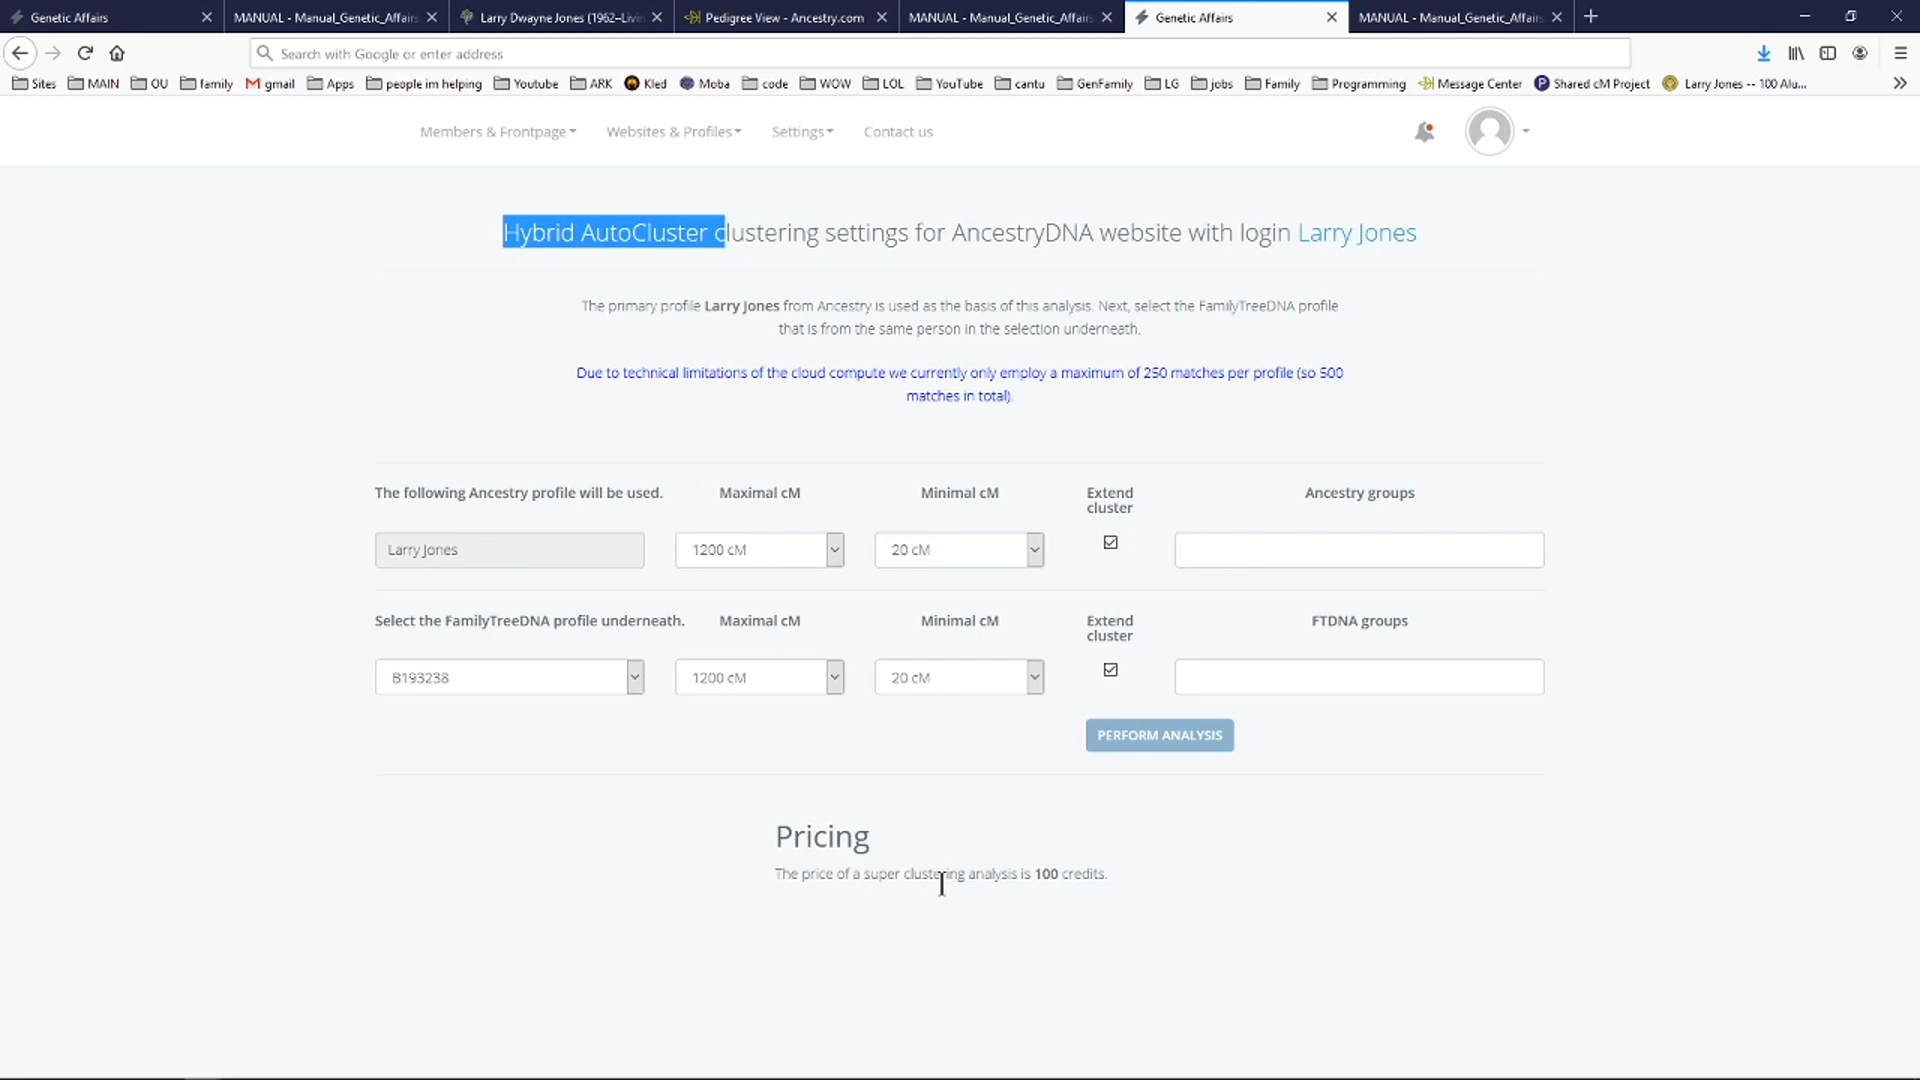 Genetic Affairs
MANUAL - Manual_Genetic_Affairs
Larry Dwayne Jones (1962–Livin
Pedigree View - Ancestry.com
MANUAL - Manual_Genetic_Affairs
Genetic Affairs
MANUAL - Manual_Genetic_Affairs
Search with Google or enter address
Sites MAIN OU family gmail Apps people im helping Youtube ARK Kled Moba code WOW LOL YouTube cantu GenFamily LG jobs Family Programming Message Center Shared cM Project Larry Jones -- 100 Alu...
Members & Frontpage Websites & Profiles Settings Contact us
Hybrid AutoCluster clustering settings for AncestryDNA website with login Larry Jones
The primary profile Larry Jones from Ancestry is used as the basis of this analysis. Next, select the FamilyTreeDNA profile
that is from the same person in the selection underneath.
Due to technical limitations of the cloud compute we currently only employ a maximum of 250 matches per profile (so 500
matches in total).
The following Ancestry profile will be used. Maximal cM Minimal cM Extend Ancestry groups
cluster
Larry Jones 1200 cM 20 cM
Select the FamilyTreeDNA profile underneath. Maximal cM Minimal cM Extend FTDNA groups
cluster
B193238 1200 cM 20 cM
PERFORM ANALYSIS
Pricing
The price of a super clustering analysis is 100 credits.